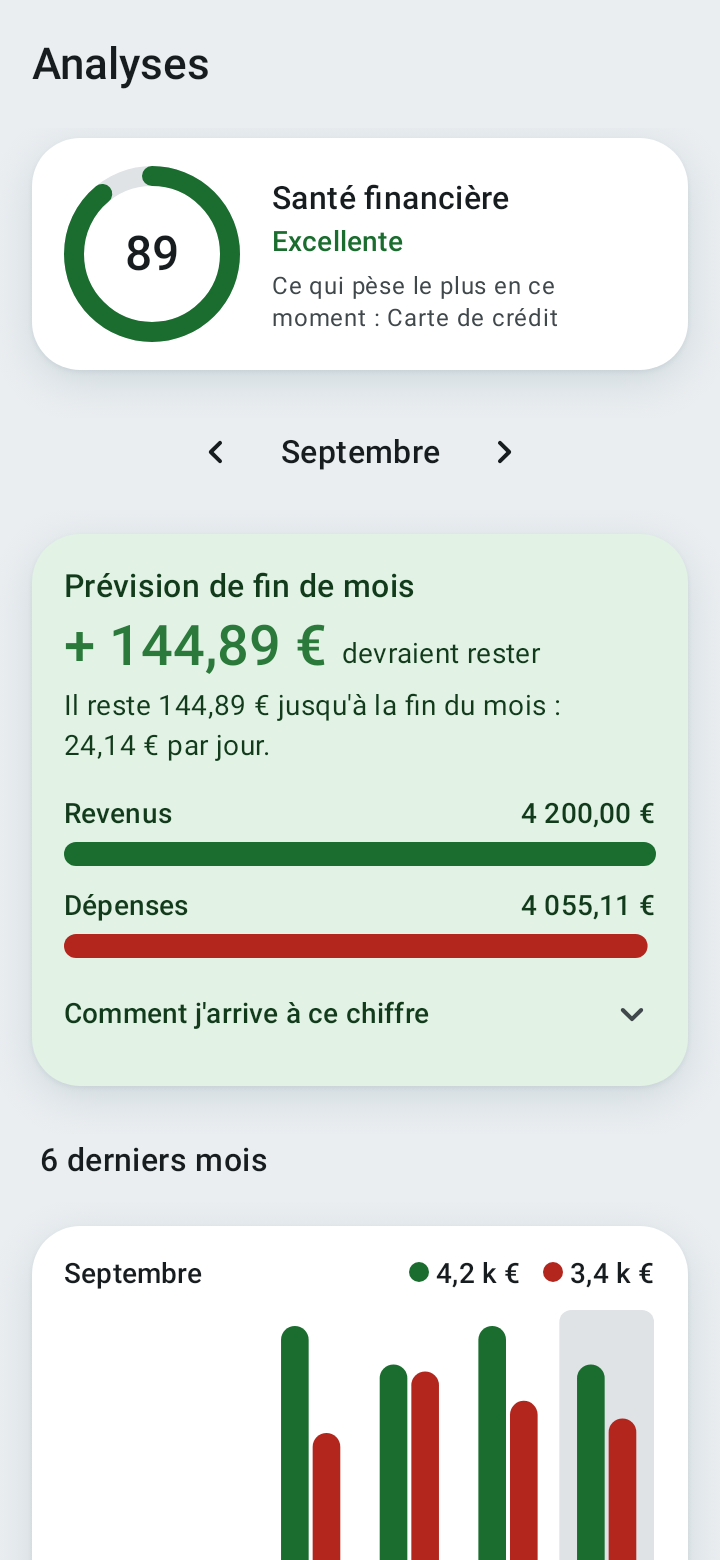 Analyses
89
Santé financière
Excellente
Ce qui pèse le plus en ce
moment : Carte de crédit
Septembre
Prévision de fin de mois
+ 144,89 € devraient rester
Il reste 144,89 € jusqu'à la fin du mois :
24,14 € par jour.
Revenus 4 200,00 €
Dépenses 4 055,11 €
Comment j'arrive à ce chiffre
6 derniers mois
Septembre 4,2 k € 3,4 k €